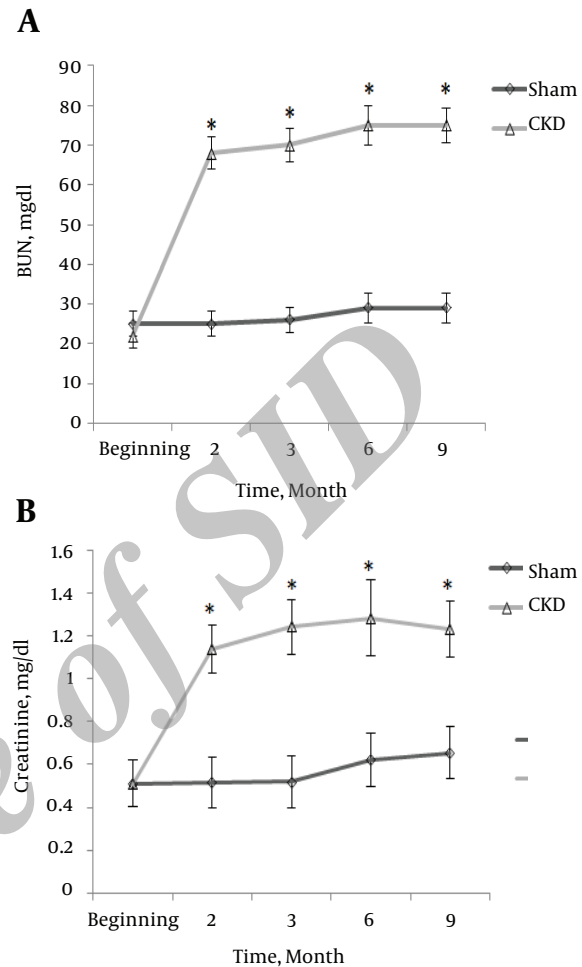 A
90
80
70
60
50
40
30
20
10
0
BUN, mgdl
* * * *
Sham
CKD
Beginning 2 3 6 9
Time, Month
B
1.6
1.4
1.2
1
0.8
0.6
0.4
0.2
0
Creatinine, mg/dl
* * * *
Sham
CKD
Beginning 2 3 6 9
Time, Month
e of SID